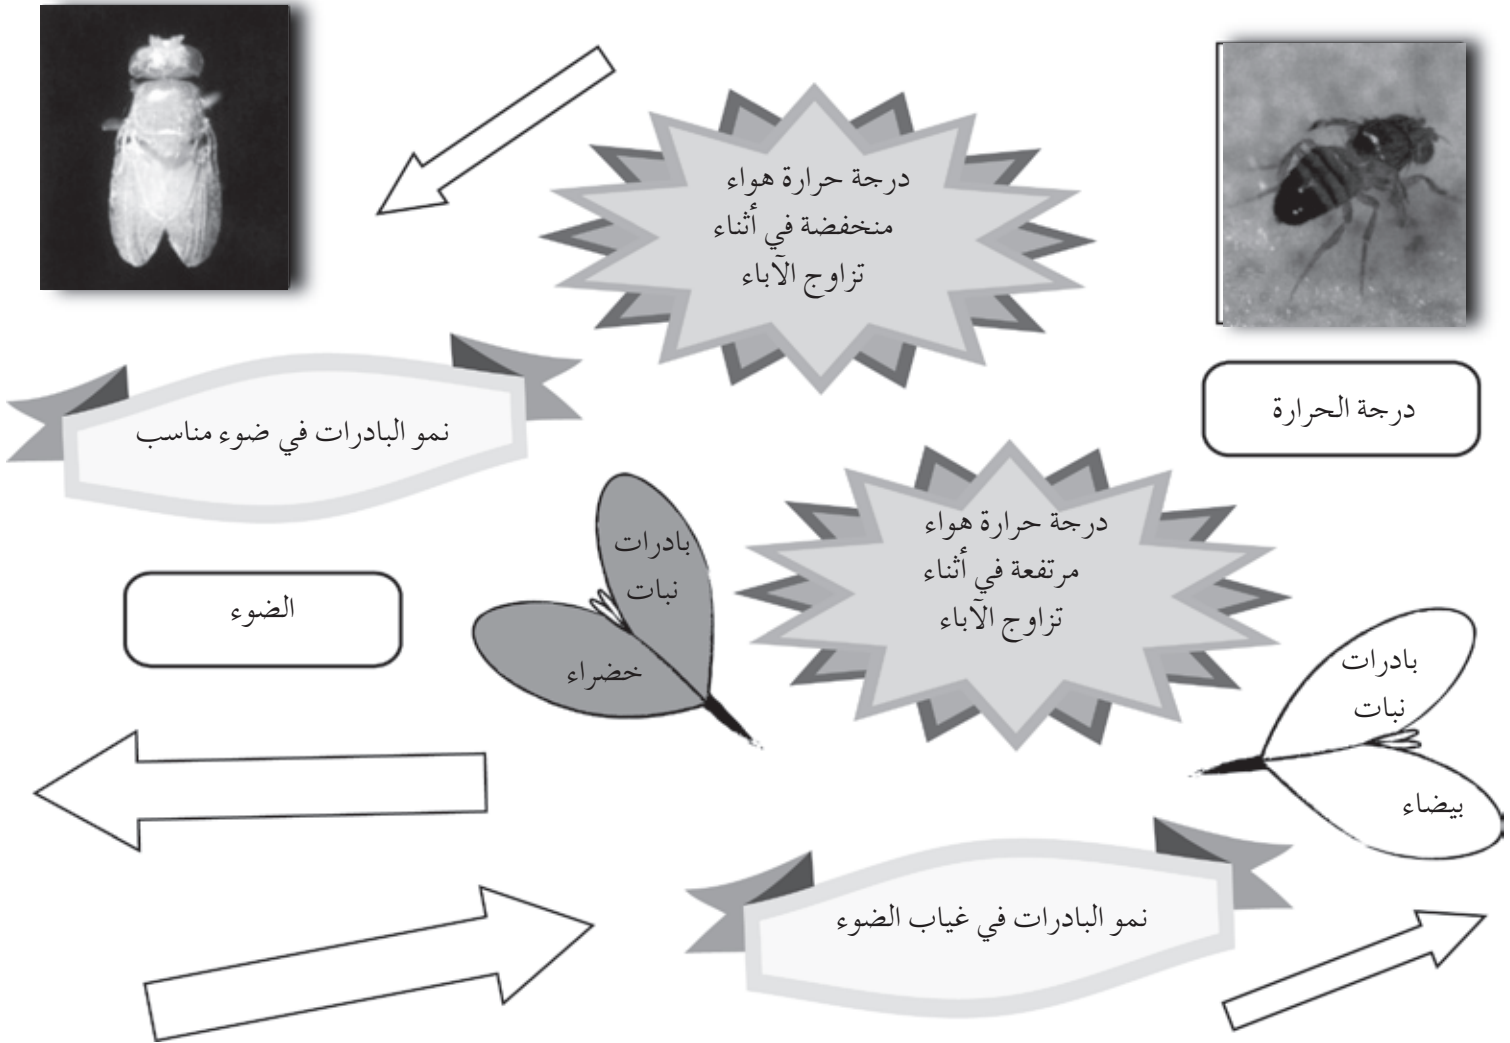 درجة حرارة هواء
منخفضة في أثناء
تزاوج الآباء
درجة الحرارة
نمو البادرات في ضوء مناسب
درجة حرارة هواء
مرتفعة في أثناء
تزاوج الآباء
بادرات
نبات
خضراء
الضوء
بادرات
نبات
بيضاء
نمو البادرات في غياب الضوء